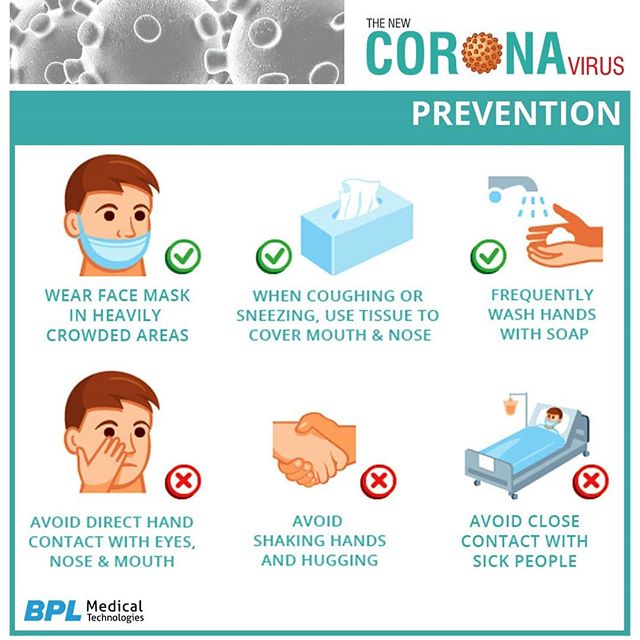 THE NEW
CORONAVIRUS
PREVENTION
WEAR FACE MASK
IN HEAVILY
CROWDED AREAS
WHEN COUGHING OR
SNEEZING, USE TISSUE TO
COVER MOUTH & NOSE
FREQUENTLY
WASH HANDS
WITH SOAP
AVOID DIRECT HAND
CONTACT WITH EYES,
NOSE & MOUTH
AVOID
SHAKING HANDS
AND HUGGING
AVOID CLOSE
CONTACT WITH
SICK PEOPLE
BPL Medical
Technologies